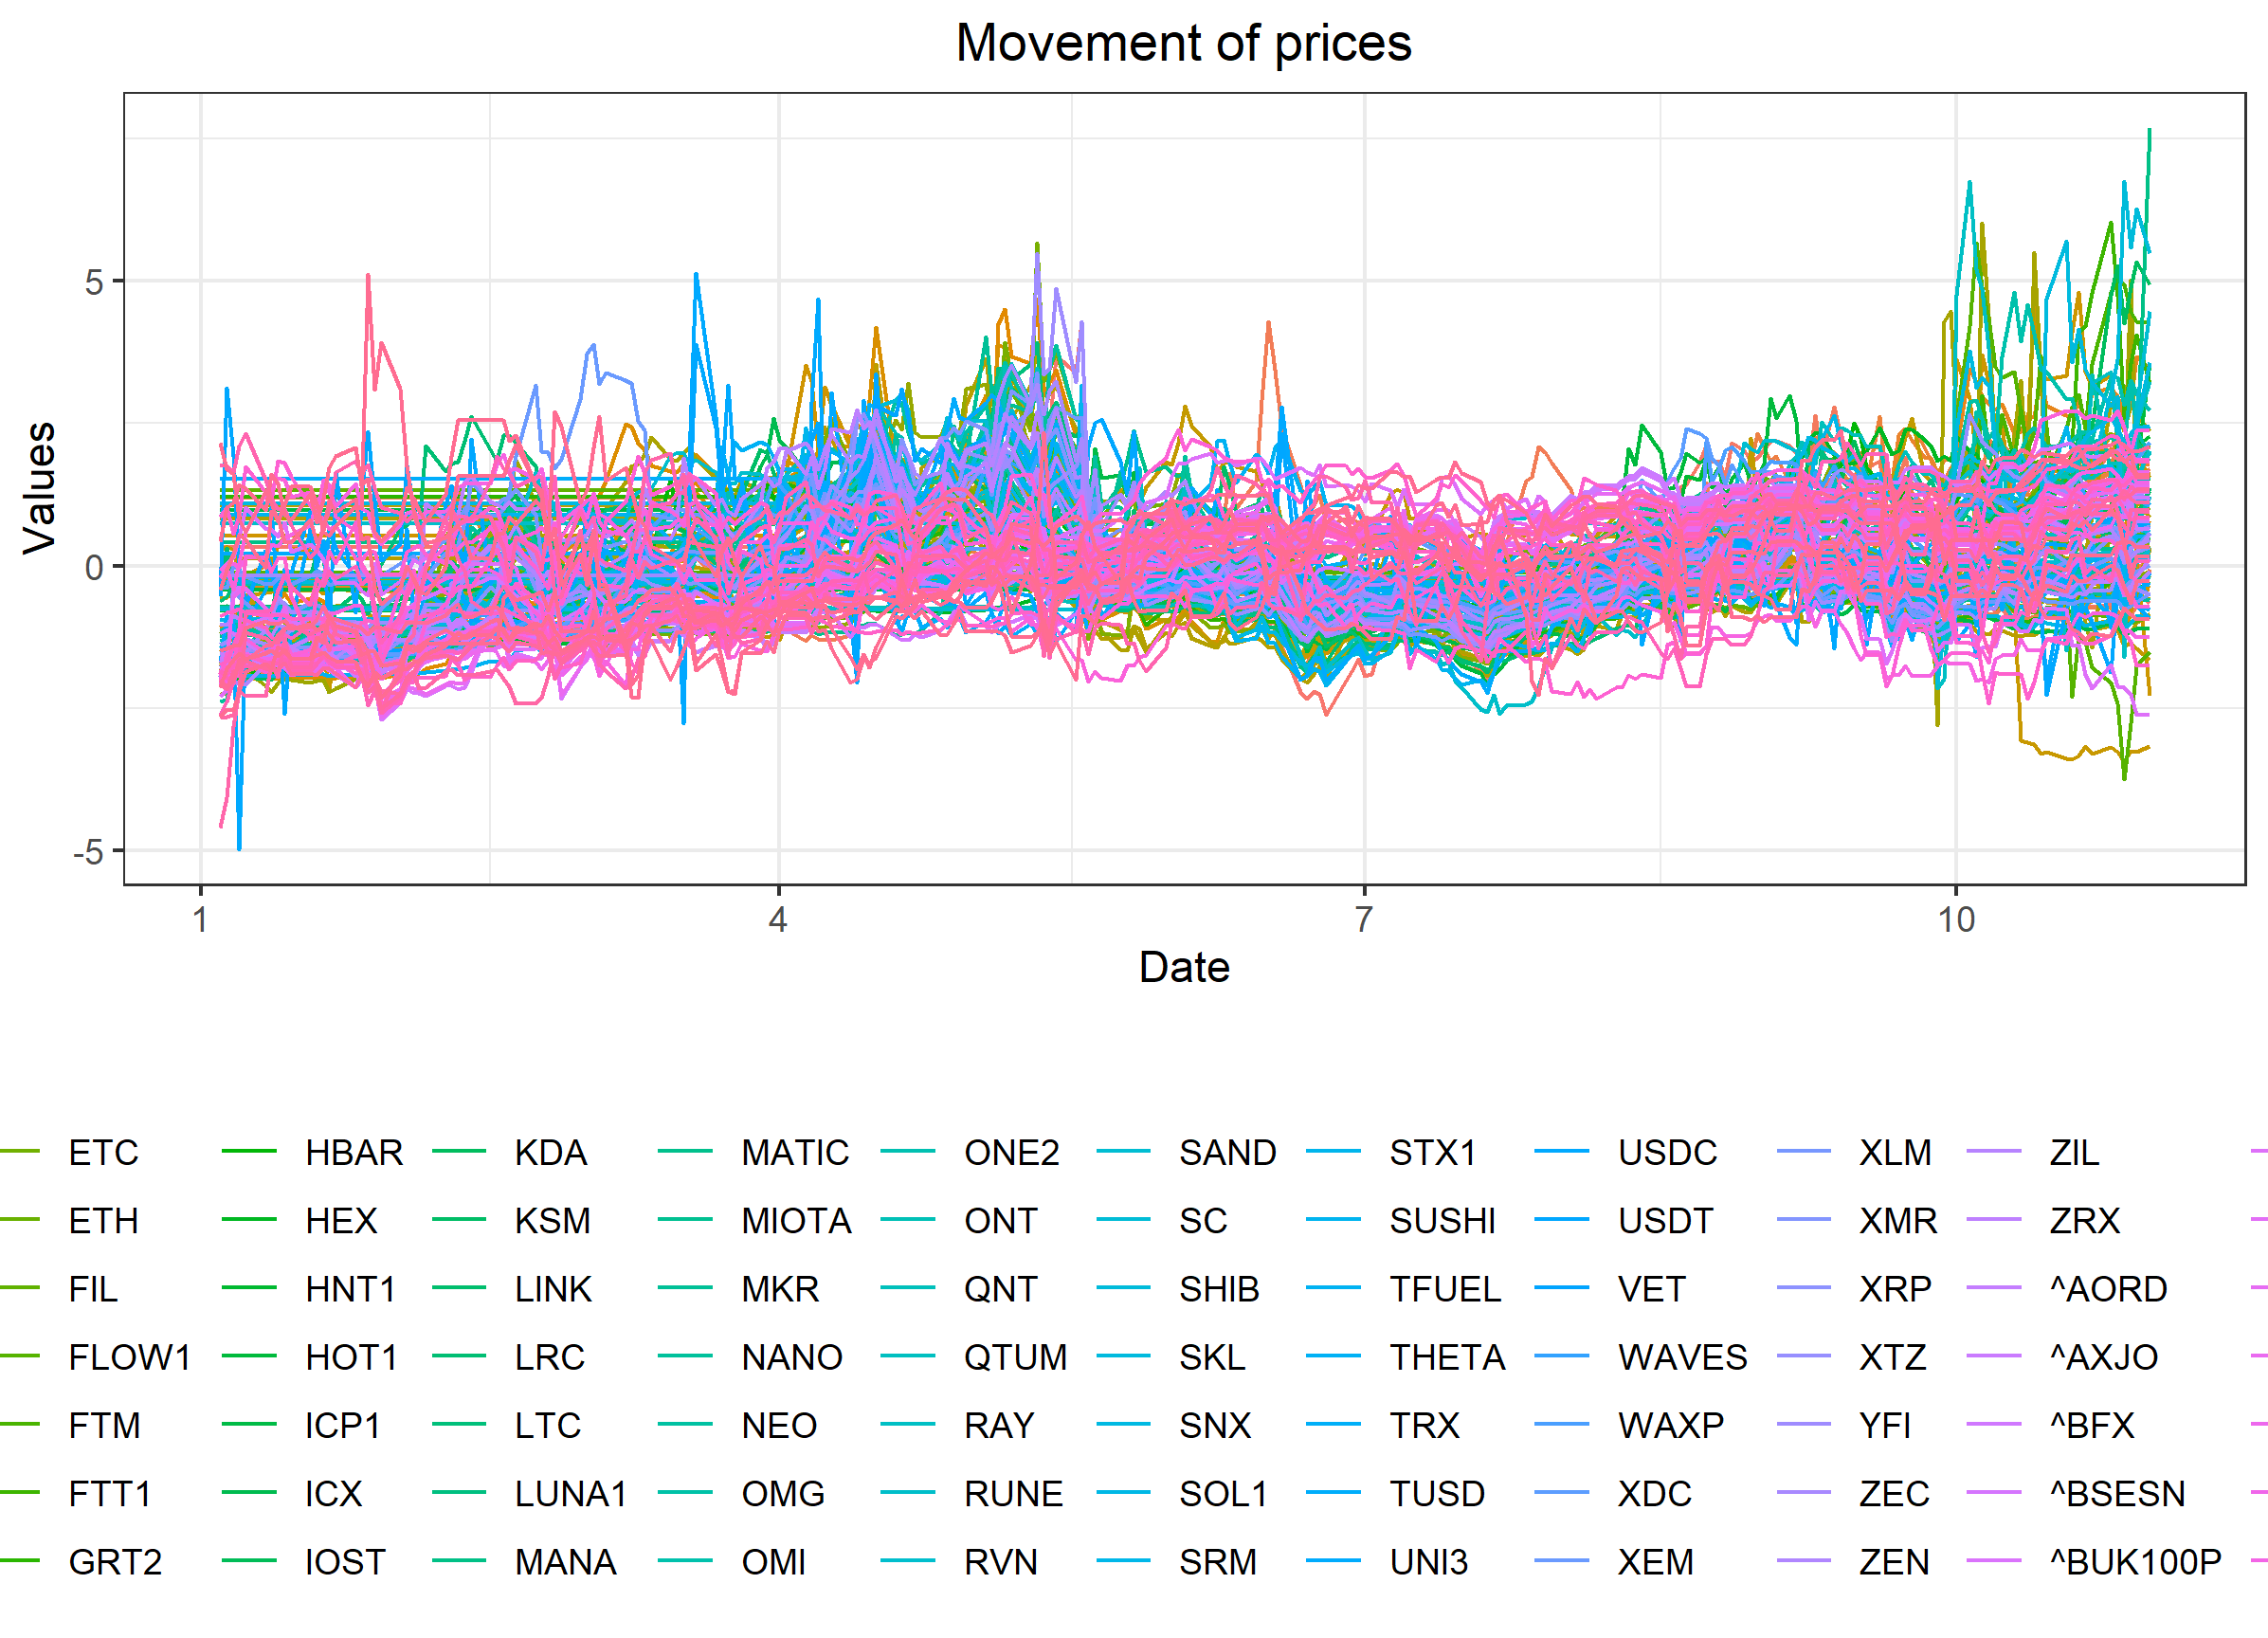 Movement of prices
Values
5
0
-5
1 4 7 10
Date
ETC HBAR KDA MATIC ONE2 SAND STX1 USDC XLM ZIL
ETH HEX KSM MIOTA ONT SC SUSHI USDT XMR ZRX
FIL HNT1 LINK MKR QNT SHIB TFUEL VET XRP ^AORD
FLOW1 HOT1 LRC NANO QTUM SKL THETA WAVES XTZ ^AXJO
FTM ICP1 LTC NEO RAY SNX TRX WAXP YFI ^BFX
FTT1 ICX LUNA1 OMG RUNE SOL1 TUSD XDC ZEC ^BSESN
GRT2 IOST MANA OMI RVN SRM UNI3 XEM ZEN ^BUK100P